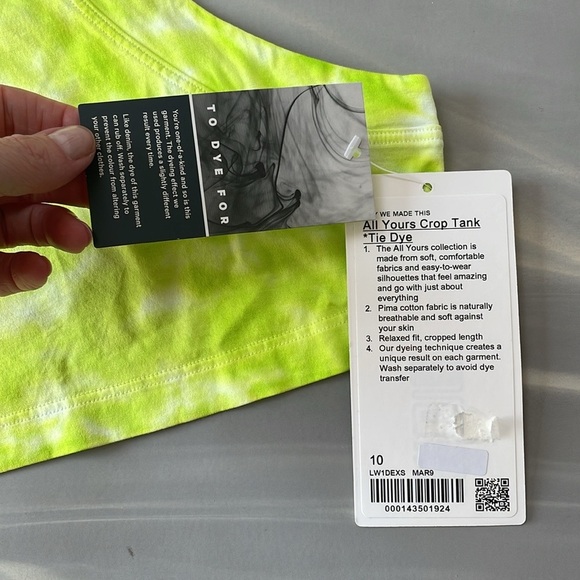 TO DYE FOR
You're one-of-a-kind and so is this
garment. The dyeing effect we
used produces a slightly different
result every time.
Like denim, the dye of this garment
can rub off. Wash separately to
prevent the colour from altering
your other clothes.
WE MADE THIS
All Yours Crop Tank
*Tie Dye
1. The All Yours collection is
made from soft, comfortable
fabrics and easy-to-wear
silhouettes that feel amazing
and go with just about
everything
2. Pima cotton fabric is naturally
breathable and soft against
your skin
3. Relaxed fit, cropped length
4. Our dyeing technique creates a
unique result on each garment.
Wash separately to avoid dye
transfer
10
LW1DEXS MAR9
000143501924